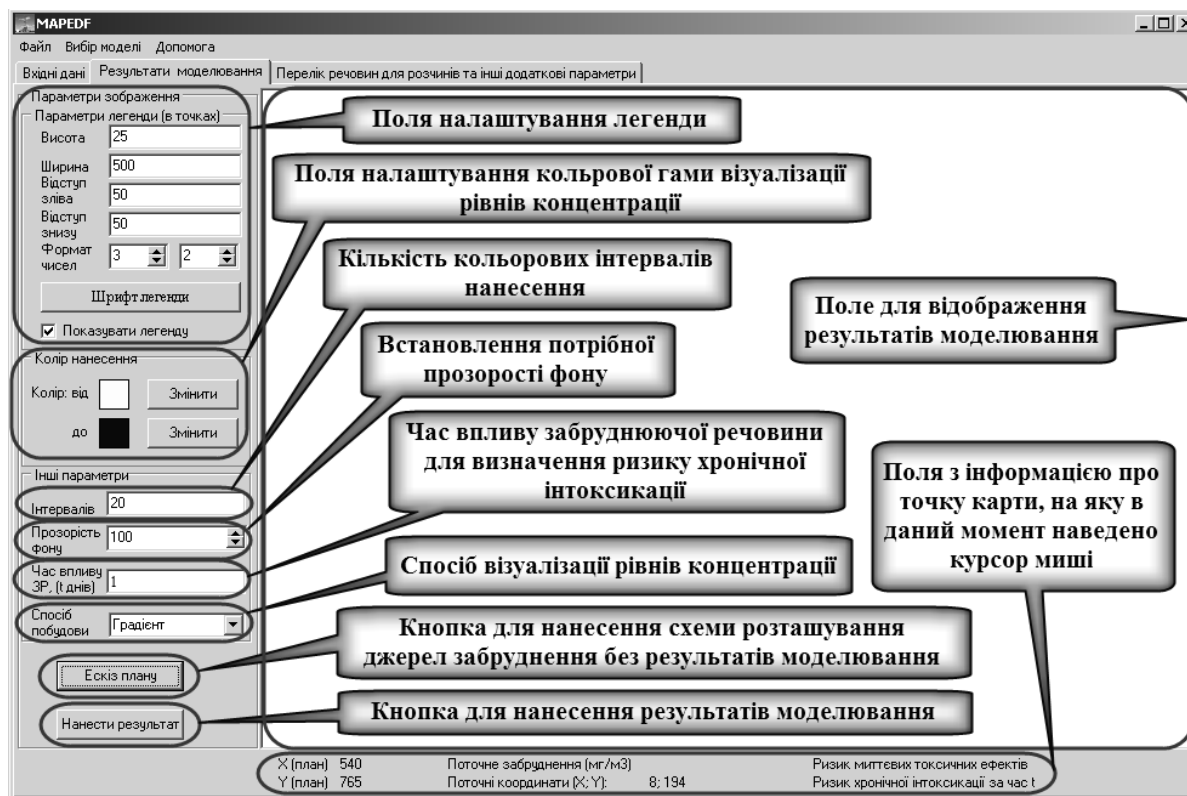 MAPEDF
Файл Вибір моделі Допомога
Вхідні дані Результати моделювання Перелік речовин для розчинів та інші додаткові параметри
Параметри зображення
Параметри легенди (в точках)
Висота 25
Ширина 500
Відступ
зліва 50
Відступ
знизу 50
Формат
чисел 3 2
Шрифт легенди
Показувати легенду
Колір нанесення
Колір: від Змінити
до Змінити
Інші параметри
Інтервалів 20
Прозорість
фону 100
Час впливу
ЗР, (t днів) 1
Спосіб
побудови Градієнт
Ескіз плану
Нанести результат
Поля налаштування легенди
Поля налаштування кольрової гами візуалізації
рівнів концентрації
Кількість кольорових інтервалів
нанесення
Встановлення потрібної
прозорості фону
Час впливу забруднюючої речовини
для визначення ризику хронічної
інтоксикації
Спосіб візуалізації рівнів концентрації
Кнопка для нанесення схеми розташування
джерел забруднення без результатів моделювання
Кнопка для нанесення результатів моделювання
Поле для відображення
результатів моделювання
Поля з інформацією про
точку карти, на яку в
даний момент наведено
курсор миші
X (план) 540 Поточне забруднення (мг/м3) Ризик миттєвих токсичних ефектів
Y (план) 765 Поточні координати (X; Y): 8; 194 Ризик хронічної інтоксикації за час t